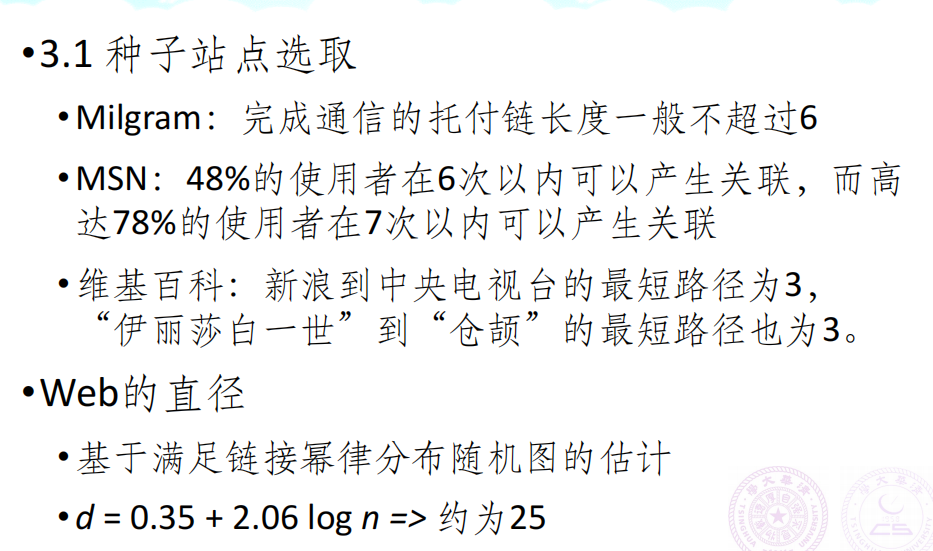 •3.1 种子站点选取
•Milgram：完成通信的托付链长度一般不超过6
•MSN：48%的使用者在6次以内可以产生关联，而高
达78%的使用者在7次以内可以产生关联
•维基百科：新浪到中央电视台的最短路径为3，
“伊丽莎白一世”到“仓颉”的最短路径也为3。
•Web的直径
•基于满足链接幂律分布随机图的估计
•d = 0.35 + 2.06 log n => 约为25